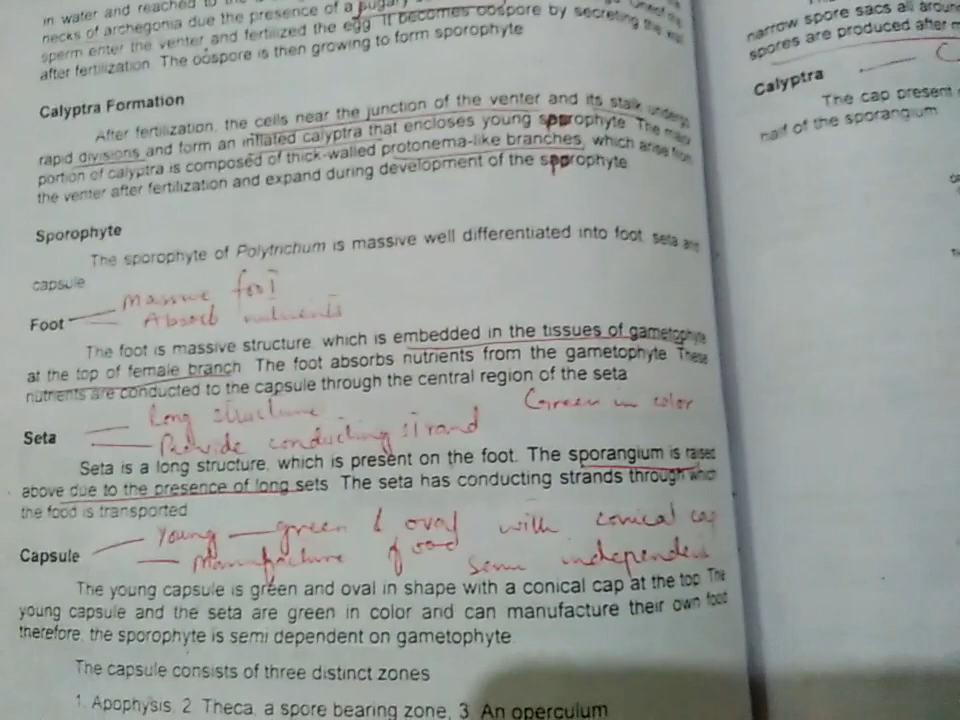 in water and reached to the
necks of archegonia due the presence of a sugary
sperm enter the venter and fertilized the egg. It becomes oospore by secreting the wall
after fertilization. The oospore is then growing to form sporophyte
Calyptra Formation
After fertilization, the cells near the junction of the venter and its stalk undergo
rapid divisions and form an inflated calyptra that encloses young sporophyte. The major
portion of calyptra is composed of thick-walled protonema-like branches, which arise from
the venter after fertilization and expand during development of the sporophyte
Sporophyte
The sporophyte of Polytrichum is massive well differentiated into foot, seta and
capsule
Massive foot
Foot
Absorb nutrients
The foot is massive structure, which is embedded in the tissues of gametophyte
at the top of female branch. The foot absorbs nutrients from the gametophyte. These
nutrients are conducted to the capsule through the central region of the seta
Long structure Green in color
Seta
Provide conducting strand
Seta is a long structure, which is present on the foot. The sporangium is raised
above due to the presence of long sets. The seta has conducting strands through which
the food is transported
Young green & oval with conical cap
Capsule
Manufacture food semi independent
The young capsule is green and oval in shape with a conical cap at the top. The
young capsule and the seta are green in color and can manufacture their own foot
therefore, the sporophyte is semi dependent on gametophyte.
The capsule consists of three distinct zones
1. Apophysis, 2. Theca, a spore bearing zone, 3. An operculum
narrow spore sacs all around
spores are produced after
Calyptra
The cap present
half of the sporangium